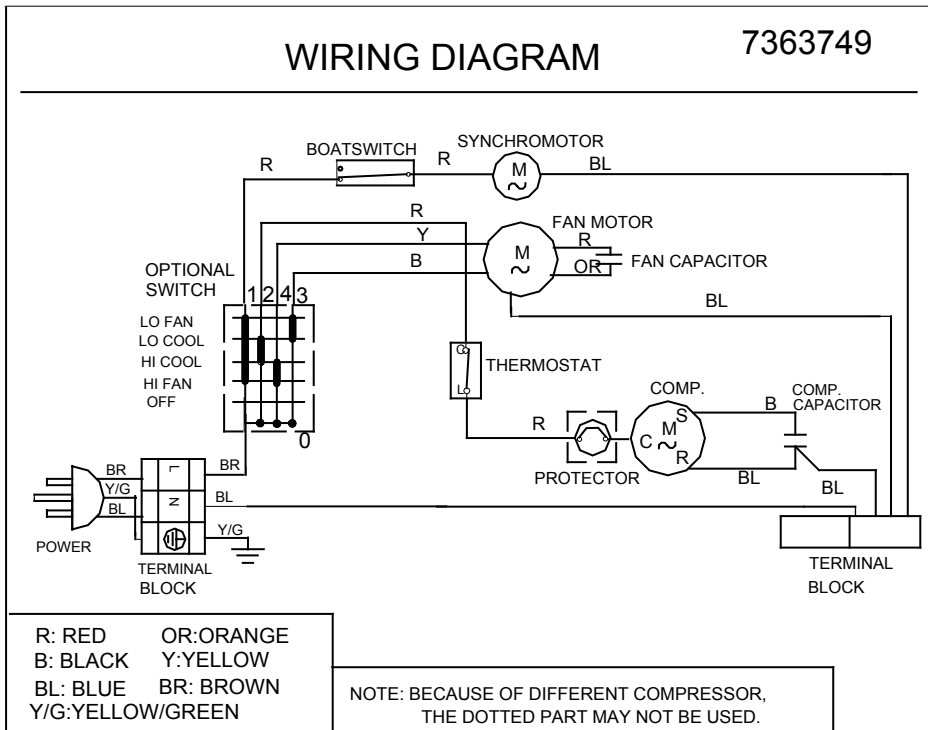 WIRING DIAGRAM
7363749
BOATSWITCH
SYNCHROMOTOR
R
R
M
BL
R
Y
B
M
FAN MOTOR
R
OR
FAN CAPACITOR
BL
OPTIONAL
SWITCH
1 2 4 3
LO FAN
LO COOL
HI COOL
HI FAN
OFF
0
C
L
THERMOSTAT
R
PROTECTOR
COMP.
S
M
C
R
B
BL
COMP.
CAPACITOR
BL
BR
Y/G
BL
POWER
L
N
BR
BL
Y/G
TERMINAL
BLOCK
TERMINAL
BLOCK
R: RED OR:ORANGE
B: BLACK Y:YELLOW
BL: BLUE BR: BROWN
Y/G:YELLOW/GREEN
NOTE: BECAUSE OF DIFFERENT COMPRESSOR,
THE DOTTED PART MAY NOT BE USED.